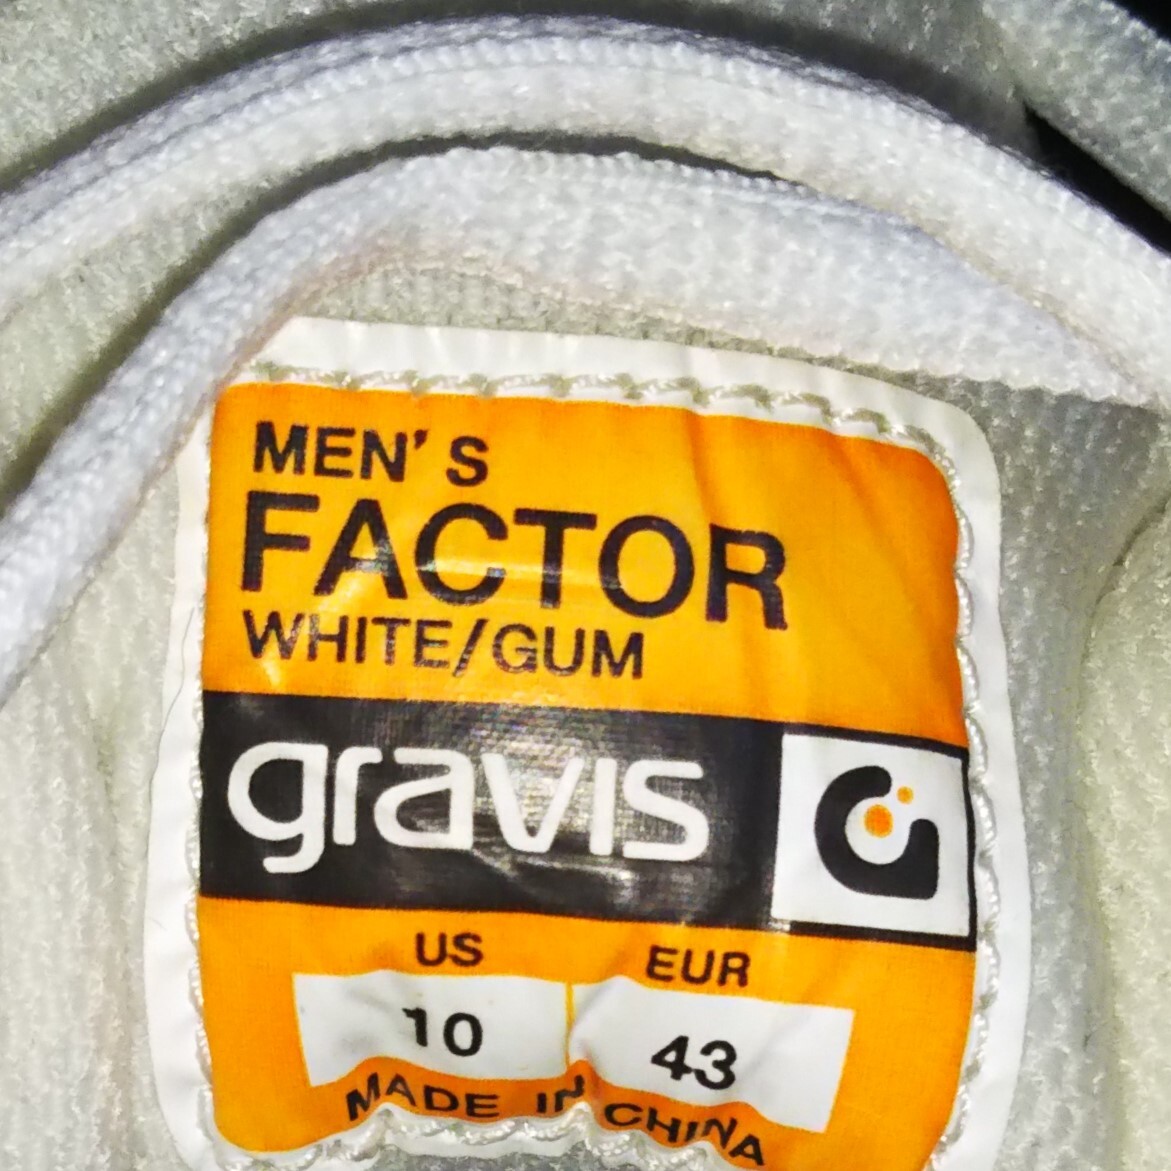 MEN'S
FACTOR
WHITE/GUM
gravis
US EUR
10 43
MADE IN CHINA